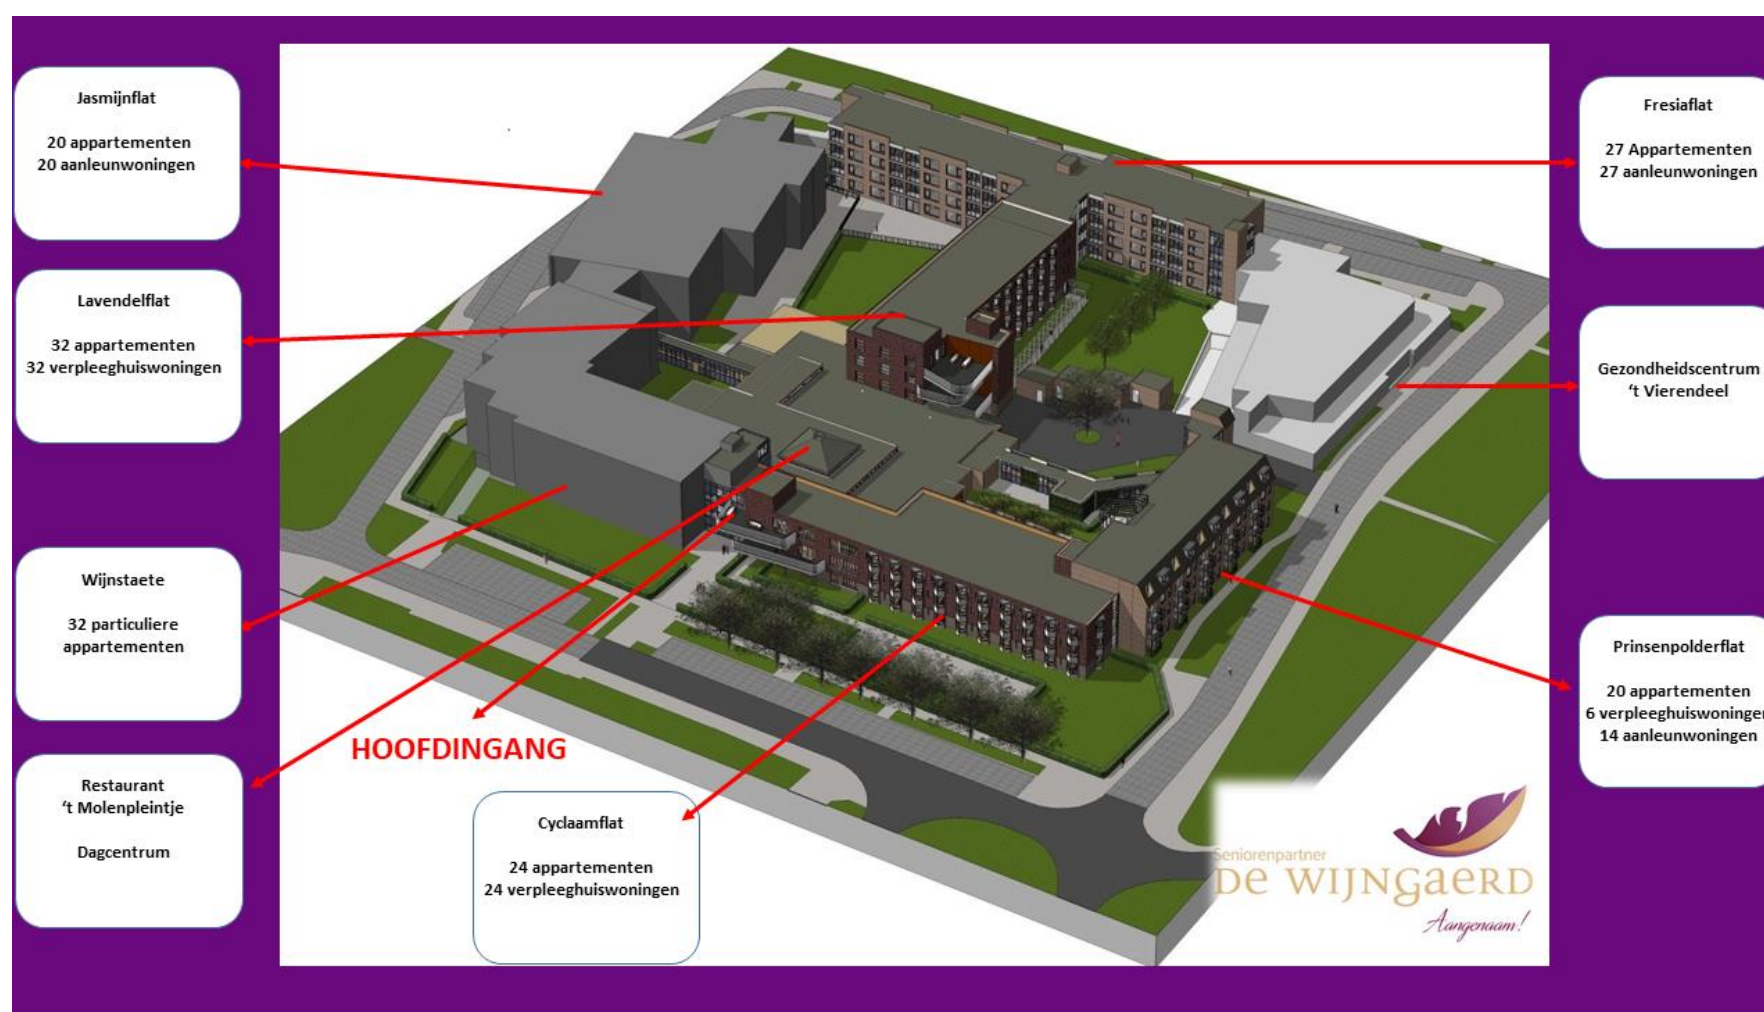 Jasmijnflat
20 appartementen
20 aanleunwoningen
Lavendelflat
32 appartementen
32 verpleeghuiswoningen
Wijnstaete
32 particuliere
appartementen
Restaurant
‘t Molenpleintje
Dagcentrum
HOOFDINGANG
Cyclaamflat
24 appartementen
24 verpleeghuiswoningen
Fresiaflat
27 Appartementen
27 aanleunwoningen
Gezondheidscentrum
‘t Vierendeel
Prinsenpolderflat
20 appartementen
6 verpleeghuiswoningen
14 aanleunwoningen
Seniorenpartner
De WIJNGAERD
Aangenaam!